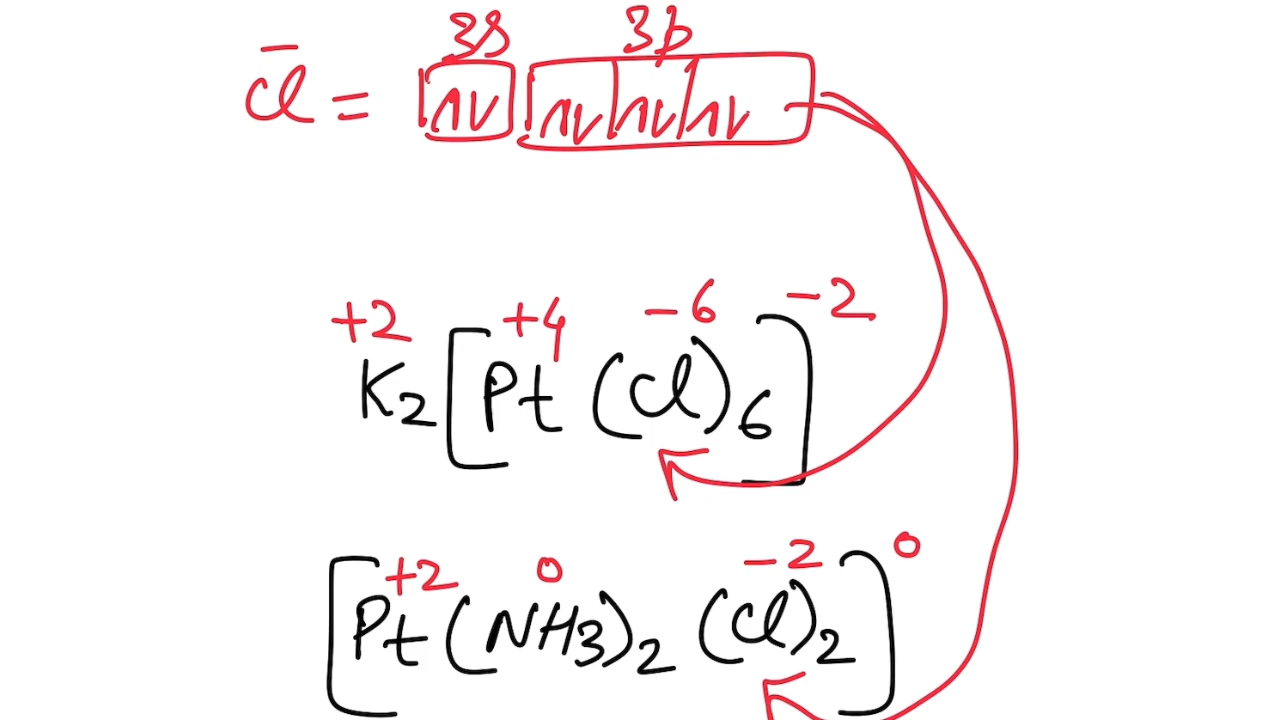 3s 3p
Cl⁻ = [↑↓] [↑↓|↑↓|↑↓]
+2 +4 -6 -2
K2[Pt(Cl)6]
+2 0 -2 0
[Pt(NH3)2(Cl)2]